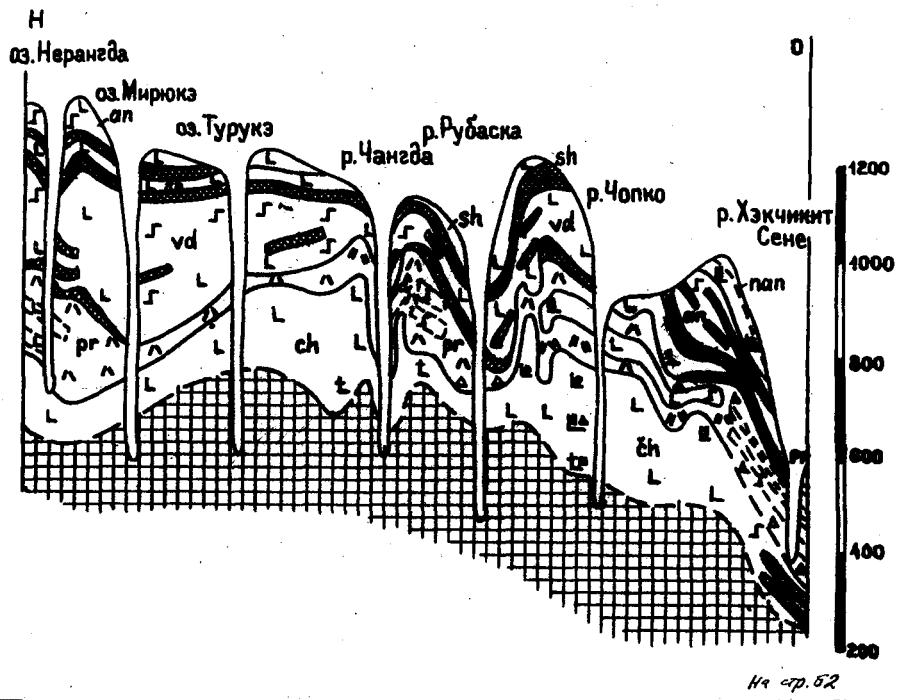 Н
О
оз.Нерангда
оз.Мирюкэ
an
оз.Турукэ
р.Чангда
р.Рубаска
sh
р.Чопко
р.Хэкчикит
Сене
1200
1000
800
600
400
200
sh
vd
vd
nan
pr
pr
ch
t
t
čh
На стр.52